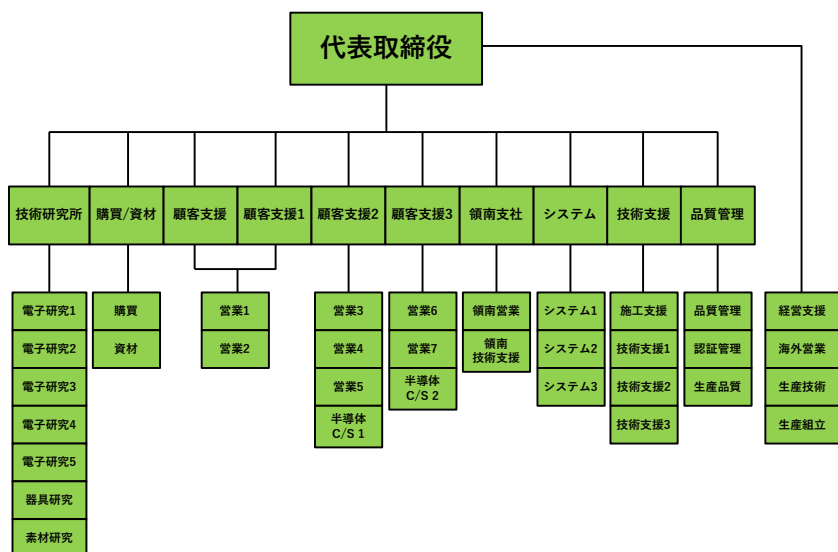 代表取締役
技術研究所
購買/資材
顧客支援
顧客支援1
顧客支援2
顧客支援3
領南支社
システム
技術支援
品質管理
電子研究1
電子研究2
電子研究3
電子研究4
電子研究5
器具研究
素材研究
購買
資材
営業1
営業2
営業3
営業4
営業5
半導体
C/S 1
営業6
営業7
半導体
C/S 2
領南営業
領南
技術支援
システム1
システム2
システム3
施工支援
技術支援1
技術支援2
技術支援3
品質管理
認証管理
生産品質
経営支援
海外営業
生産技術
生産組立